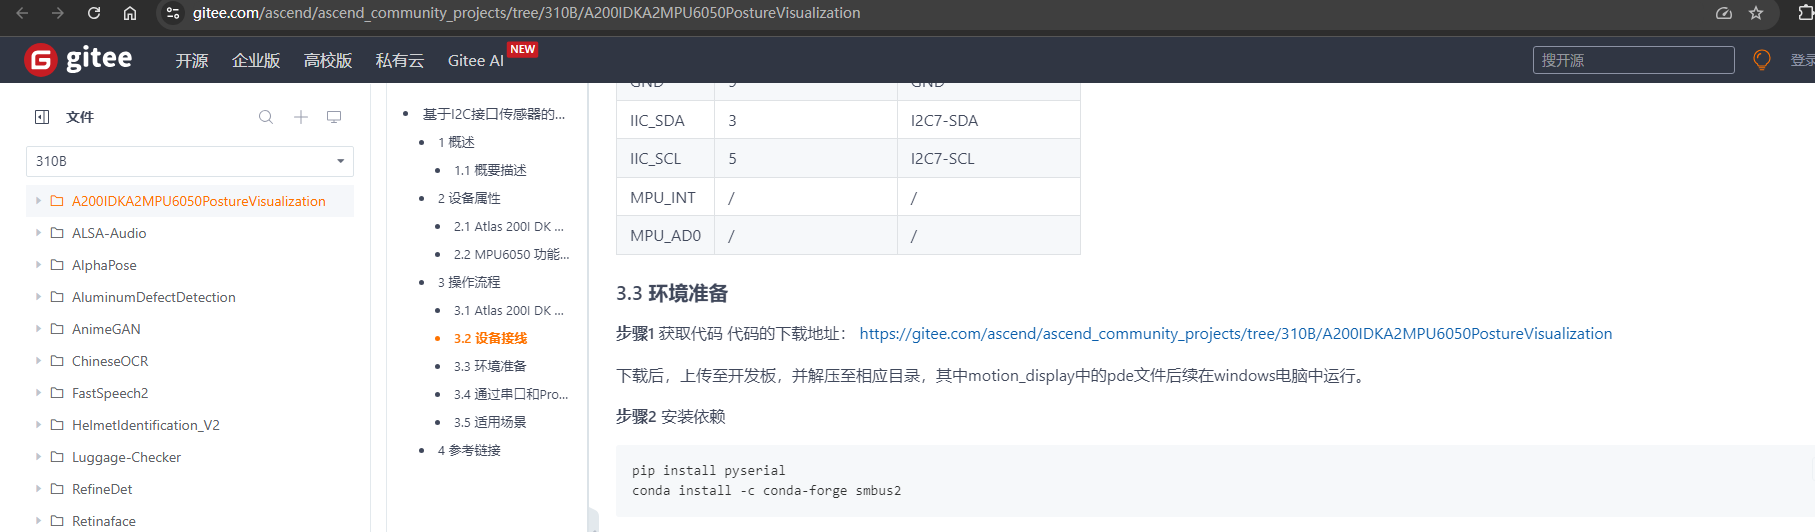 gitee.com/ascend/ascend_community_projects/tree/310B/A200IDKA2MPU6050PostureVisualization
G gitee 开源 企业版 高校版 私有云 Gitee AI NEW 搜开源 登录
文件
310B
A200IDKA2MPU6050PostureVisualization
ALSA-Audio
AlphaPose
AluminumDefectDetection
AnimeGAN
ChineseOCR
FastSpeech2
HelmetIdentification_V2
Luggage-Checker
RefineDet
Retinaface
基于I2C接口传感器的...
1 概述
1.1 概要描述
2 设备属性
2.1 Atlas 200I DK ...
2.2 MPU6050 功能...
3 操作流程
3.1 Atlas 200I DK ...
3.2 设备接线
3.3 环境准备
3.4 通过串口和Pro...
3.5 适用场景
4 参考链接
GND 9 GND
IIC_SDA 3 I2C7-SDA
IIC_SCL 5 I2C7-SCL
MPU_INT / /
MPU_AD0 / /
3.3 环境准备
步骤1 获取代码 代码的下载地址： https://gitee.com/ascend/ascend_community_projects/tree/310B/A200IDKA2MPU6050PostureVisualization
下载后，上传至开发板，并解压至相应目录，其中motion_display中的pde文件后续在windows电脑中运行。
步骤2 安装依赖
pip install pyserial
conda install -c conda-forge smbus2